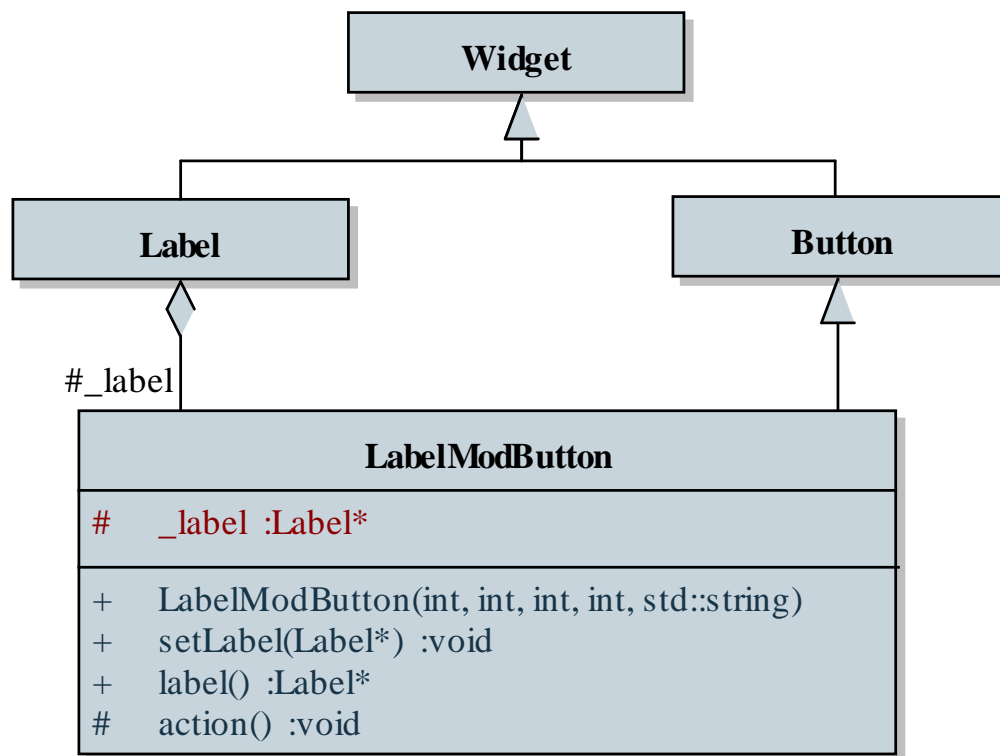 Widget
Label
Button
#_label
LabelModButton
# _label :Label*
+ LabelModButton(int, int, int, int, std::string)
+ setLabel(Label*) :void
+ label() :Label*
# action() :void